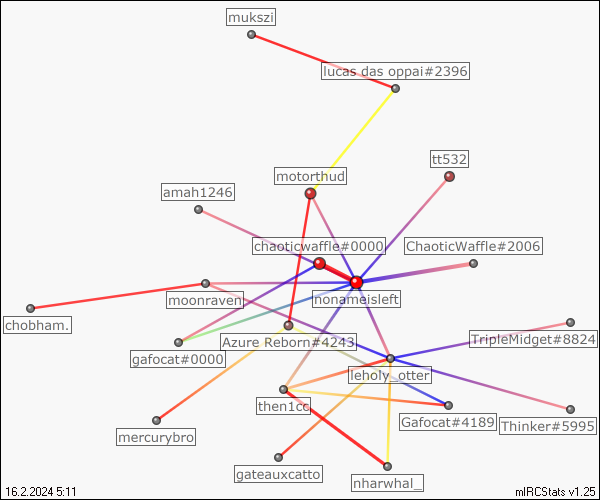 mukszi
lucas das oppai#2396
tt532
motorthud
amah1246
chaoticwaffle#0000
ChaoticWaffle#2006
nonameisleft
moonraven
chobham.
TripleMidget#8824
Azure Reborn#4243
gafocat#0000
leholy_otter
then1cc
Gafocat#4189
Thinker#5995
mercurybro
gateauxcatto
nharwhal_
16.2.2024 5:11
mIRCStats v1.25